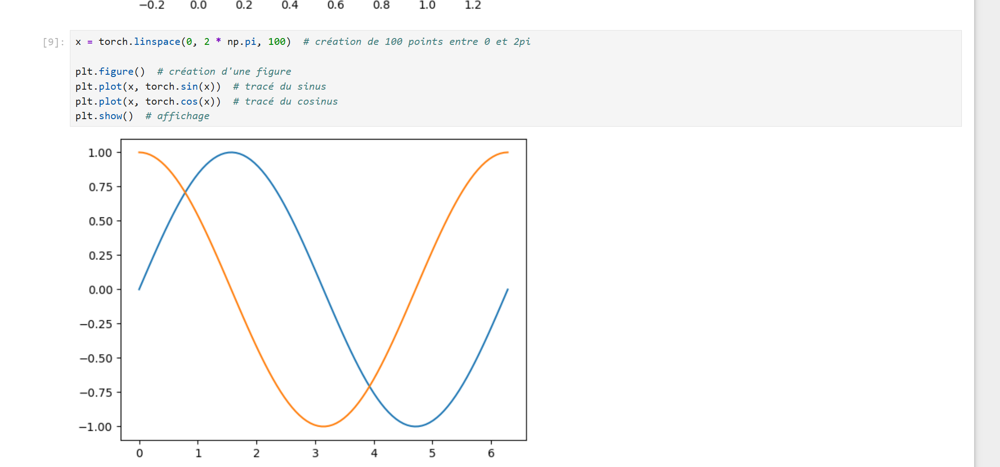 −0.2 0.0 0.2 0.4 0.6 0.8 1.0 1.2
[9]: x = torch.linspace(0, 2 * np.pi, 100)  # création de 100 points entre 0 et 2pi
plt.figure()  # création d'une figure
plt.plot(x, torch.sin(x))  # tracé du sinus
plt.plot(x, torch.cos(x))  # tracé du cosinus
plt.show()  # affichage
1.00
0.75
0.50
0.25
0.00
−0.25
−0.50
−0.75
−1.00
0 1 2 3 4 5 6